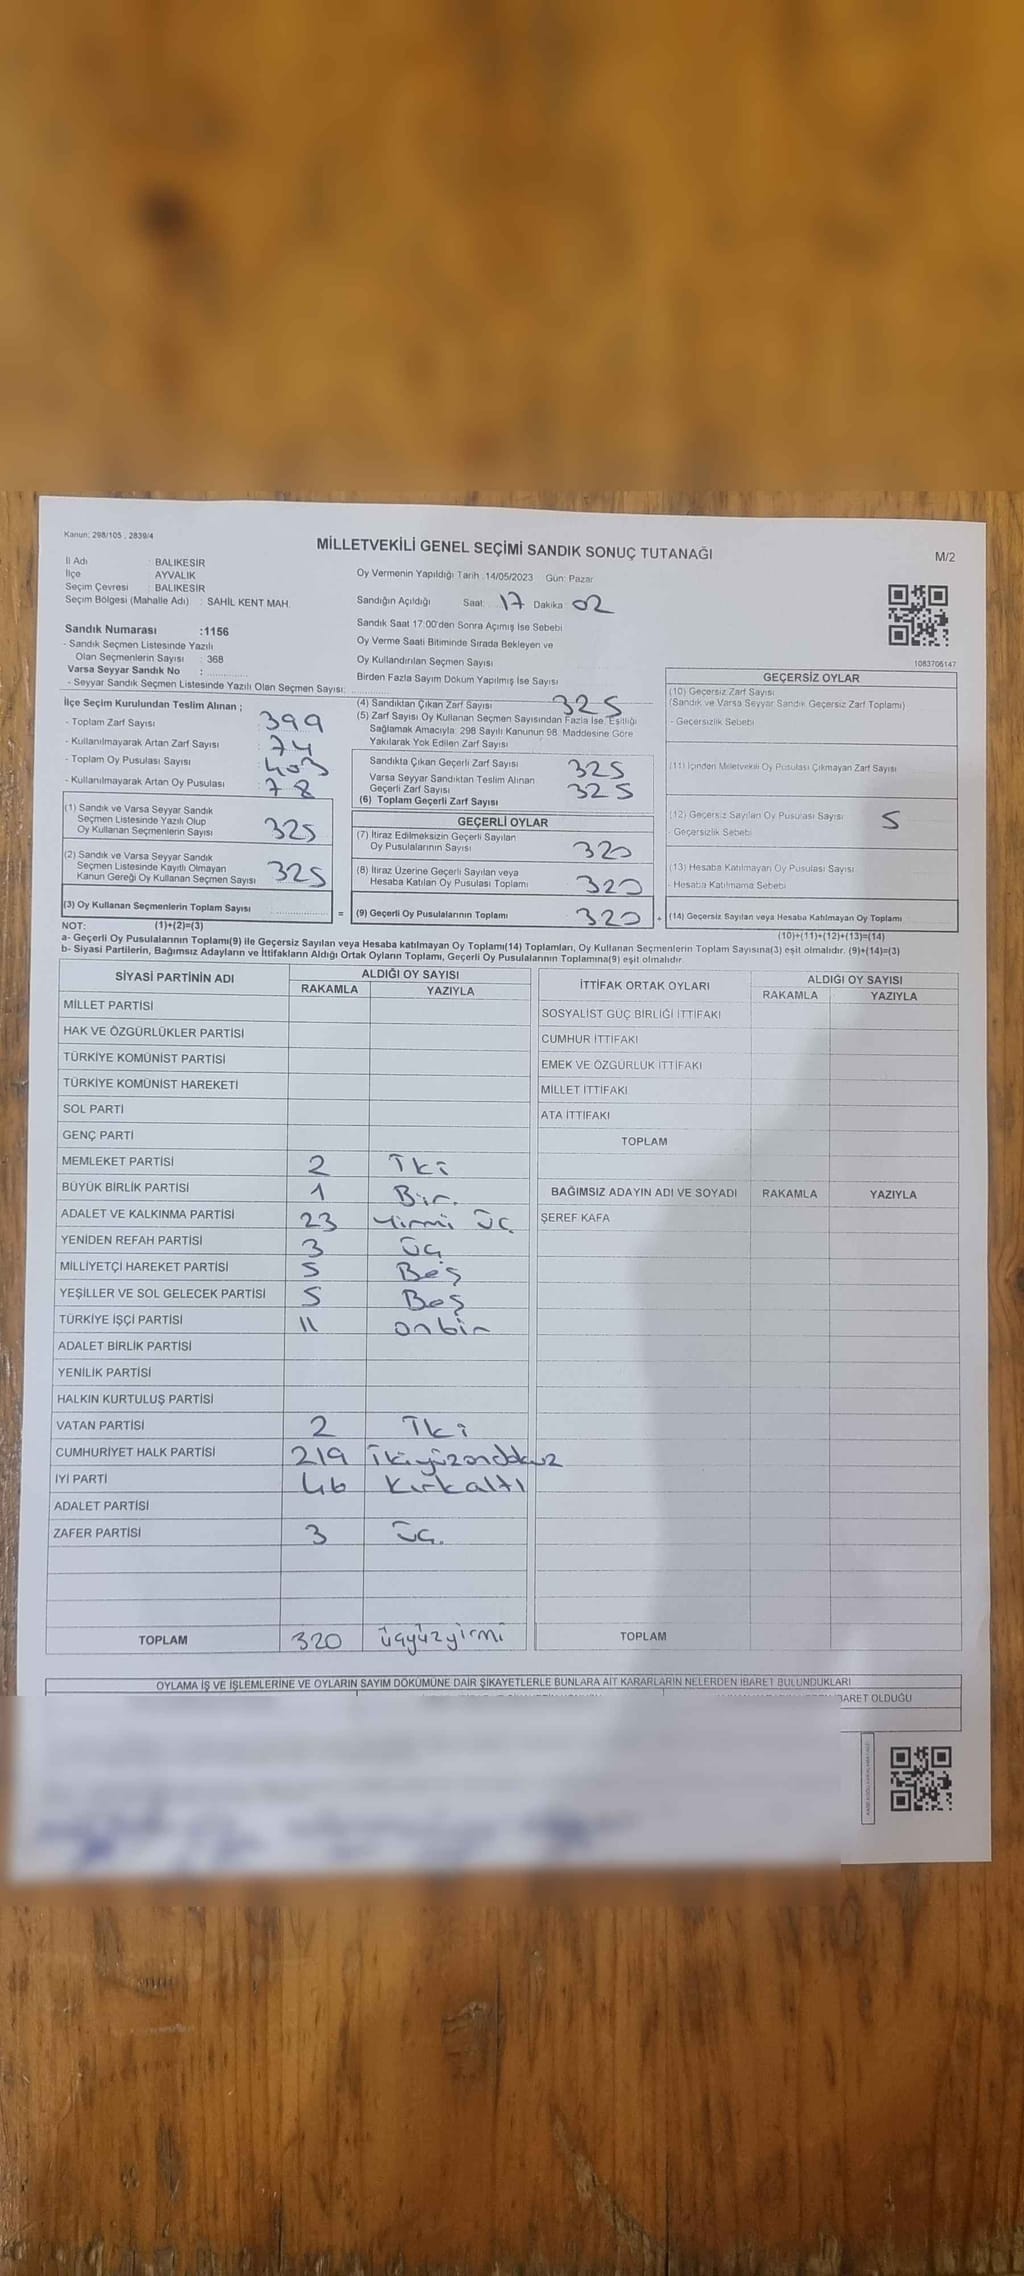 Kanun: 298/105 , 2839/4
MİLLETVEKİLİ GENEL SEÇİMİ SANDIK SONUÇ TUTANAĞI
M/2
İl Adı : BALIKESİR
İlçe : AYVALIK
Seçim Çevresi : BALIKESİR
Seçim Bölgesi (Mahalle Adı) : SAHİL KENT MAH.
Oy Vermenin Yapıldığı Tarih :14/05/2023 Gün: Pazar
Sandığın Açıldığı Saat: 17 Dakika: 02
Sandık Saat 17:00'den Sonra Açımış İse Sebebi
Oy Verme Saati Bitiminde Sırada Bekleyen ve
Oy Kullandırılan Seçmen Sayısı
Birden Fazla Sayım Döküm Yapılmış İse Sayısı
1083706147
Sandık Numarası :1156
- Sandık Seçmen Listesinde Yazılı
Olan Seçmenlerin Sayısı : 368
Varsa Seyyar Sandık No :
- Seyyar Sandık Seçmen Listesinde Yazılı Olan Seçmen Sayısı:
İlçe Seçim Kurulundan Teslim Alınan ;
- Toplam Zarf Sayısı : 399
- Kullanılmayarak Artan Zarf Sayısı : 74
- Toplam Oy Pusulası Sayısı : 403
- Kullanılmayarak Artan Oy Pusulası : 78
(1) Sandık ve Varsa Seyyar Sandık
Seçmen Listesinde Yazılı Olup
Oy Kullanan Seçmenlerin Sayısı 325
(2) Sandık ve Varsa Seyyar Sandık
Seçmen Listesinde Kayıtlı Olmayan
Kanun Gereği Oy Kullanan Seçmen Sayısı 325
(3) Oy Kullanan Seçmenlerin Toplam Sayısı
(1)+(2)=(3)
(4) Sandıktan Çıkan Zarf Sayısı 325
(5) Zarf Sayısı Oy Kullanan Seçmen Sayısından Fazla İse, Eşitliği
Sağlamak Amacıyla: 298 Sayılı Kanunun 98. Maddesine Göre
Yakılarak Yok Edilen Zarf Sayısı
Sandıkta Çıkan Geçerli Zarf Sayısı 325
Varsa Seyyar Sandıktan Teslim Alınan
Geçerli Zarf Sayısı 325
(6) Toplam Geçerli Zarf Sayısı
GEÇERLİ OYLAR
(7) İtiraz Edilmeksizin Geçerli Sayılan
Oy Pusulalarının Sayısı 320
(8) İtiraz Üzerine Geçerli Sayılan veya
Hesaba Katılan Oy Pusulası Toplamı 320
= (9) Geçerli Oy Pusulalarının Toplamı 320 +
GEÇERSİZ OYLAR
(10) Geçersiz Zarf Sayısı
(Sandık ve Varsa Seyyar Sandık Geçersiz Zarf Toplamı)
- Geçersizlik Sebebi
(11) İçinden Milletvekili Oy Pusulası Çıkmayan Zarf Sayısı
(12) Geçersiz Sayılan Oy Pusulası Sayısı 5
- Geçersizlik Sebebi
(13) Hesaba Katılmayan Oy Pusulası Sayısı
- Hesaba Katılmama Sebebi
(14) Geçersiz Sayılan veya Hesaba Katılmayan Oy Toplamı
(10)+(11)+(12)+(13)=(14)
NOT:
a- Geçerli Oy Pusulalarının Toplamı(9) ile Geçersiz Sayılan veya Hesaba katılmayan Oy Toplamı(14) Toplamları, Oy Kullanan Seçmenlerin Toplam Sayısına(3) eşit olmalıdır. (9)+(14)=(3)
b- Siyasi Partilerin, Bağımsız Adayların ve İttifakların Aldığı Ortak Oyların Toplamı, Geçerli Oy Pusulalarının Toplamına(9) eşit olmalıdır.
SİYASİ PARTİNİN ADI ALDIĞI OY SAYISI
RAKAMLA YAZIYLA
MİLLET PARTİSİ
HAK VE ÖZGÜRLÜKLER PARTİSİ
TÜRKİYE KOMÜNİST PARTİSİ
TÜRKİYE KOMÜNİST HAREKETİ
SOL PARTİ
GENÇ PARTİ
MEMLEKET PARTİSİ 2 İki
BÜYÜK BİRLİK PARTİSİ 1 Bir.
ADALET VE KALKINMA PARTİSİ 23 Yirmi Üç
YENİDEN REFAH PARTİSİ 3 Üç
MİLLİYETÇİ HAREKET PARTİSİ 5 Beş
YEŞİLLER VE SOL GELECEK PARTİSİ 5 Beş
TÜRKİYE İŞÇİ PARTİSİ 11 onbir
ADALET BİRLİK PARTİSİ
YENİLİK PARTİSİ
HALKIN KURTULUŞ PARTİSİ
VATAN PARTİSİ 2 İki
CUMHURİYET HALK PARTİSİ 219 İkiyüzondokuz
İYİ PARTİ 46 Kırkaltı
ADALET PARTİSİ
ZAFER PARTİSİ 3 Üç.
TOPLAM 320 Üçyüzyirmi
İTTİFAK ORTAK OYLARI ALDIĞI OY SAYISI
RAKAMLA YAZIYLA
SOSYALİST GÜÇ BİRLİĞİ İTTİFAKI
CUMHUR İTTİFAKI
EMEK VE ÖZGÜRLÜK İTTİFAKI
MİLLET İTTİFAKI
ATA İTTİFAKI
TOPLAM
BAĞIMSIZ ADAYIN ADI VE SOYADI RAKAMLA YAZIYLA
ŞEREF KAFA
TOPLAM
OYLAMA İŞ VE İŞLEMLERİNE VE OYLARIN SAYIM DÖKÜMÜNE DAİR ŞİKAYETLERLE BUNLARA AİT KARARLARIN NELERDEN İBARET BULUNDUKLARI
BARET OLDUĞU